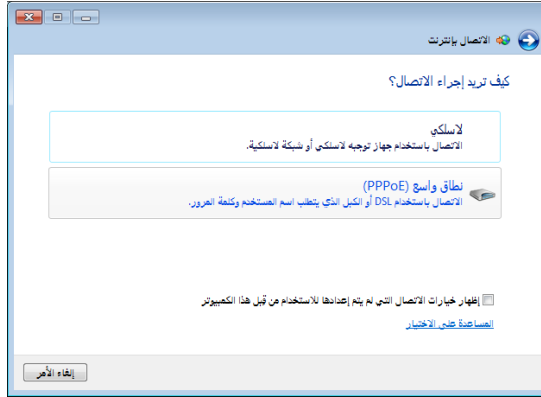 الاتصال بإنترنت
كيف تريد إجراء الاتصال؟
لاسلكي
الاتصال باستخدام جهاز توجيه لاسلكي أو شبكة لاسلكية.
نطاق واسع (PPPoE)
الاتصال باستخدام DSL أو الكبل الذي يتطلب اسم المستخدم وكلمة المرور.
إظهار خيارات الاتصال التي لم يتم إعدادها للاستخدام من قِبل هذا الكمبيوتر
المساعدة على الاختيار
إلغاء الأمر